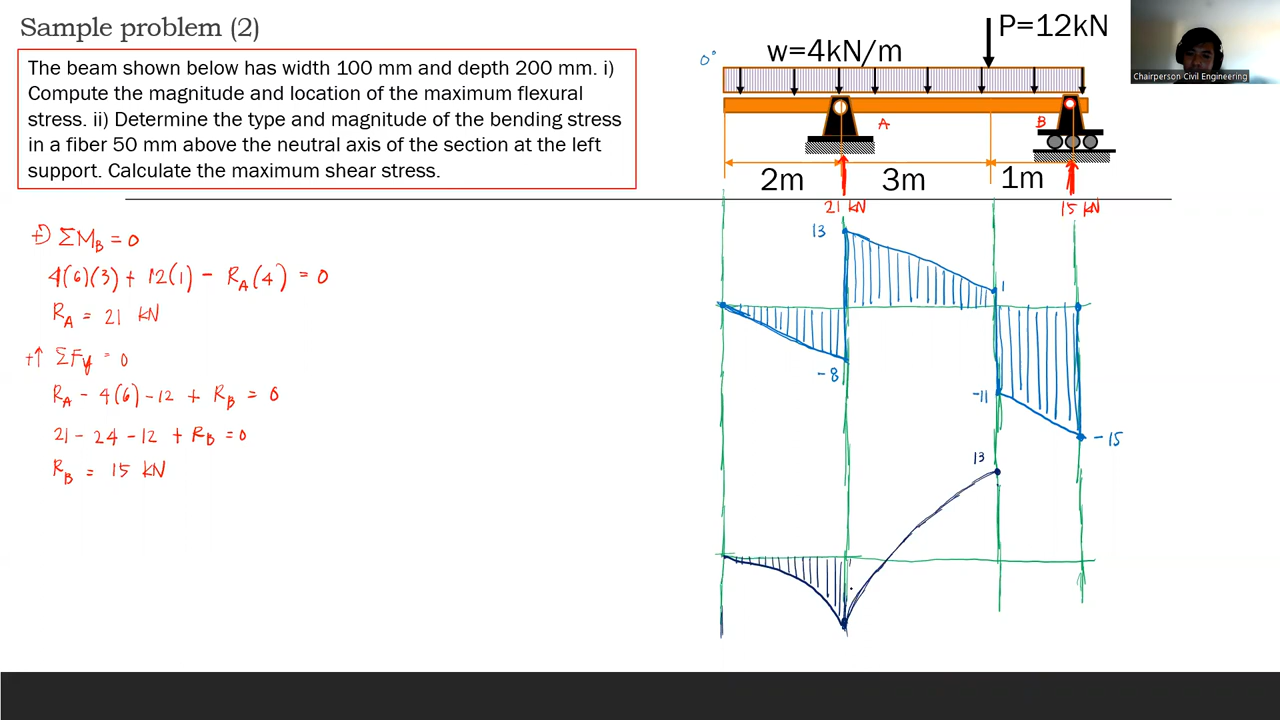 Sample problem (2)
The beam shown below has width 100 mm and depth 200 mm. i)
Compute the magnitude and location of the maximum flexural
stress. ii) Determine the type and magnitude of the bending stress
in a fiber 50 mm above the neutral axis of the section at the left
support. Calculate the maximum shear stress.
P=12kN
w=4kN/m
0°
A
B
2m
3m
1m
21 kN
15 kN
Chairperson Civil Engineering
+ ΣM_B = 0
4(6)(3) + 12(1) - R_A(4) = 0
R_A = 21 kN
+↑ ΣFy = 0
R_A - 4(6) - 12 + R_B = 0
21 - 24 - 12 + R_B = 0
R_B = 15 kN
13
1
-8
-11
-15
13